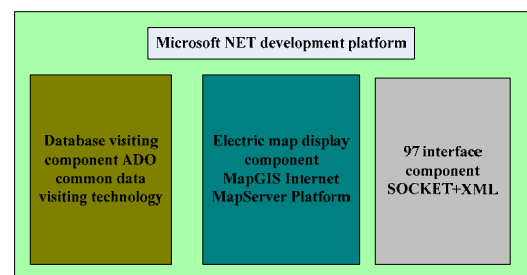 Microsoft NET development platform
Database visiting
component ADO
common data
visiting technology
Electric map display
component
MapGIS Internet
MapServer Platform
97 interface
component
SOCKET+XML